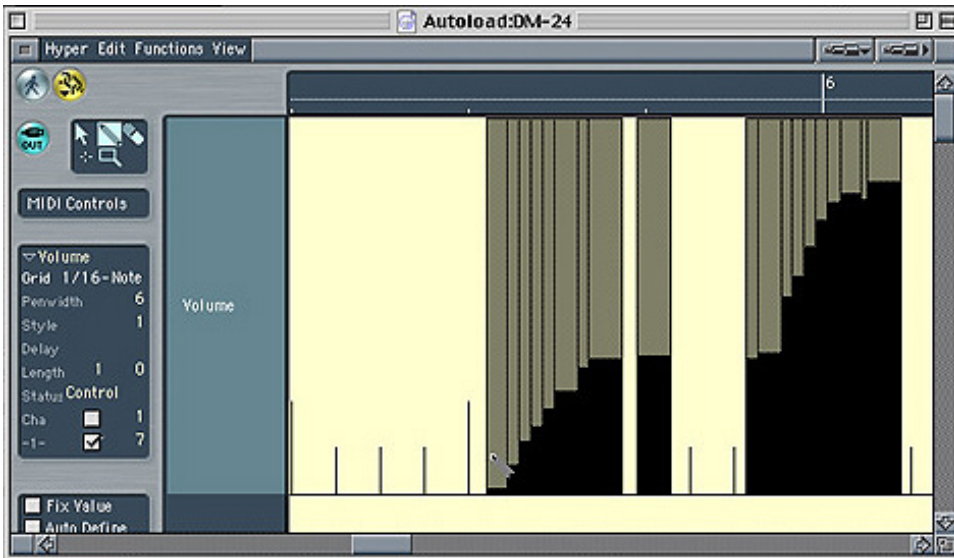 Autoload:DM-24
Hyper Edit Functions View
6
OUT
MIDI Controls
Volume
Grid 1/16-Note
Penwidth 6
Style 1
Delay
Length 1 0
Status Control
Cha 1
-1- 7
Volume
Fix Value
Auto Define